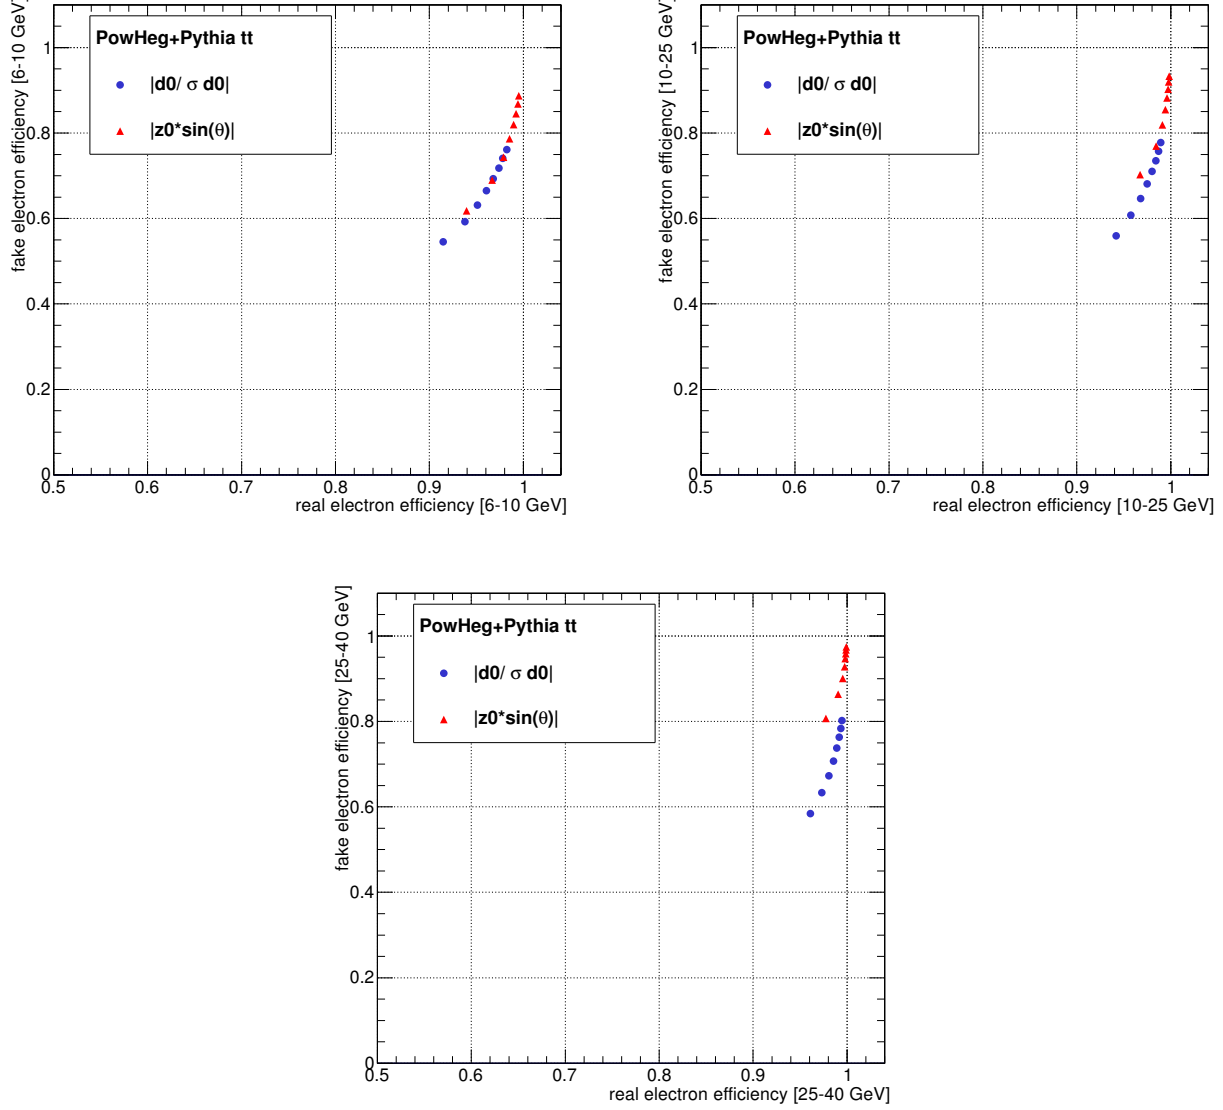 fake electron efficiency [6-10 GeV]
PowHeg+Pythia tt
|d0/ σ d0|
|z0*sin(θ)|
1
0.8
0.6
0.4
0.2
0
0.5 0.6 0.7 0.8 0.9 1
real electron efficiency [6-10 GeV]
fake electron efficiency [10-25 GeV]
PowHeg+Pythia tt
|d0/ σ d0|
|z0*sin(θ)|
1
0.8
0.6
0.4
0.2
0
0.5 0.6 0.7 0.8 0.9 1
real electron efficiency [10-25 GeV]
fake electron efficiency [25-40 GeV]
PowHeg+Pythia tt
|d0/ σ d0|
|z0*sin(θ)|
1
0.8
0.6
0.4
0.2
0
0.5 0.6 0.7 0.8 0.9 1
real electron efficiency [25-40 GeV]